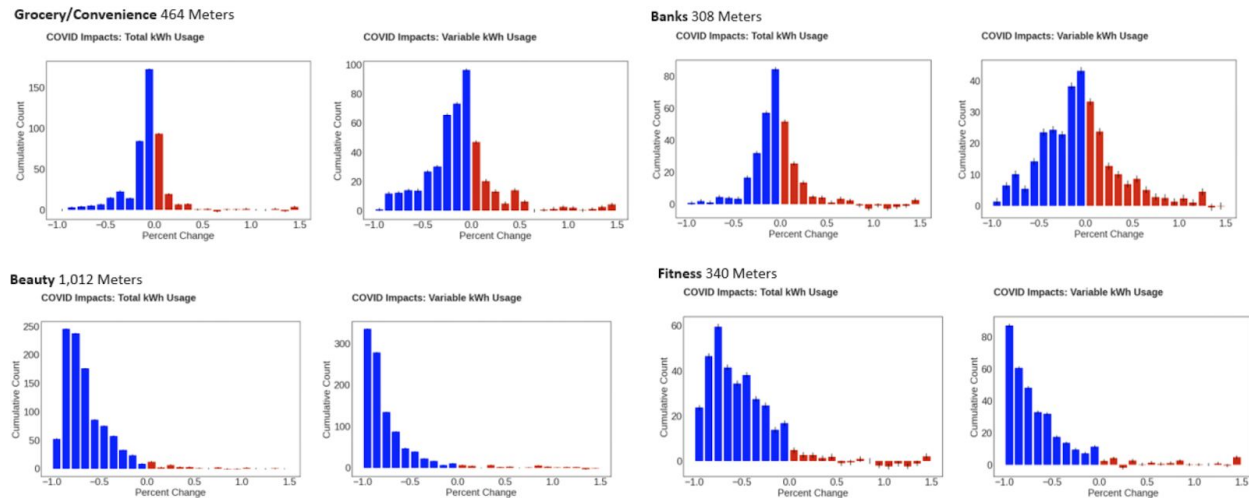 Grocery/Convenience 464 Meters
COVID Impacts: Total kWh Usage
Cumulative Count
150
100
50
0
−1.0 −0.5 0.0 0.5 1.0 1.5
Percent Change
COVID Impacts: Variable kWh Usage
Cumulative Count
100
80
60
40
20
0
−1.0 −0.5 0.0 0.5 1.0 1.5
Percent Change
Banks 308 Meters
COVID Impacts: Total kWh Usage
Cumulative Count
80
60
40
20
0
−1.0 −0.5 0.0 0.5 1.0 1.5
Percent Change
COVID Impacts: Variable kWh Usage
Cumulative Count
40
30
20
10
0
−1.0 −0.5 0.0 0.5 1.0 1.5
Percent Change
Beauty 1,012 Meters
COVID Impacts: Total kWh Usage
Cumulative Count
250
200
150
100
50
0
−1.0 −0.5 0.0 0.5 1.0 1.5
Percent Change
COVID Impacts: Variable kWh Usage
Cumulative Count
300
200
100
0
−1.0 −0.5 0.0 0.5 1.0 1.5
Percent Change
Fitness 340 Meters
COVID Impacts: Total kWh Usage
Cumulative Count
60
40
20
0
−1.0 −0.5 0.0 0.5 1.0 1.5
Percent Change
COVID Impacts: Variable kWh Usage
Cumulative Count
80
60
40
20
0
−1.0 −0.5 0.0 0.5 1.0 1.5
Percent Change